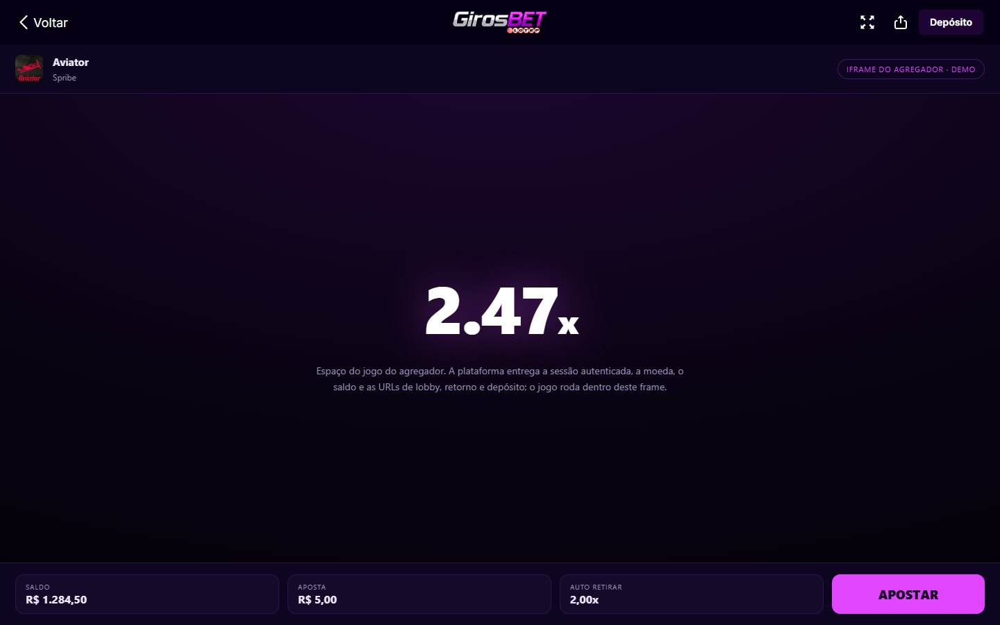 Voltar
GirosBET
LOTEP
Depósito
Aviator
Aviator
Spribe
IFRAME DO AGREGADOR · DEMO
2.47x
Espaço do jogo do agregador. A plataforma entrega a sessão autenticada, a moeda, o
saldo e as URLs de lobby, retorno e depósito; o jogo roda dentro deste frame.
SALDO
R$ 1.284,50
APOSTA
R$ 5,00
AUTO RETIRAR
2,00x
APOSTAR